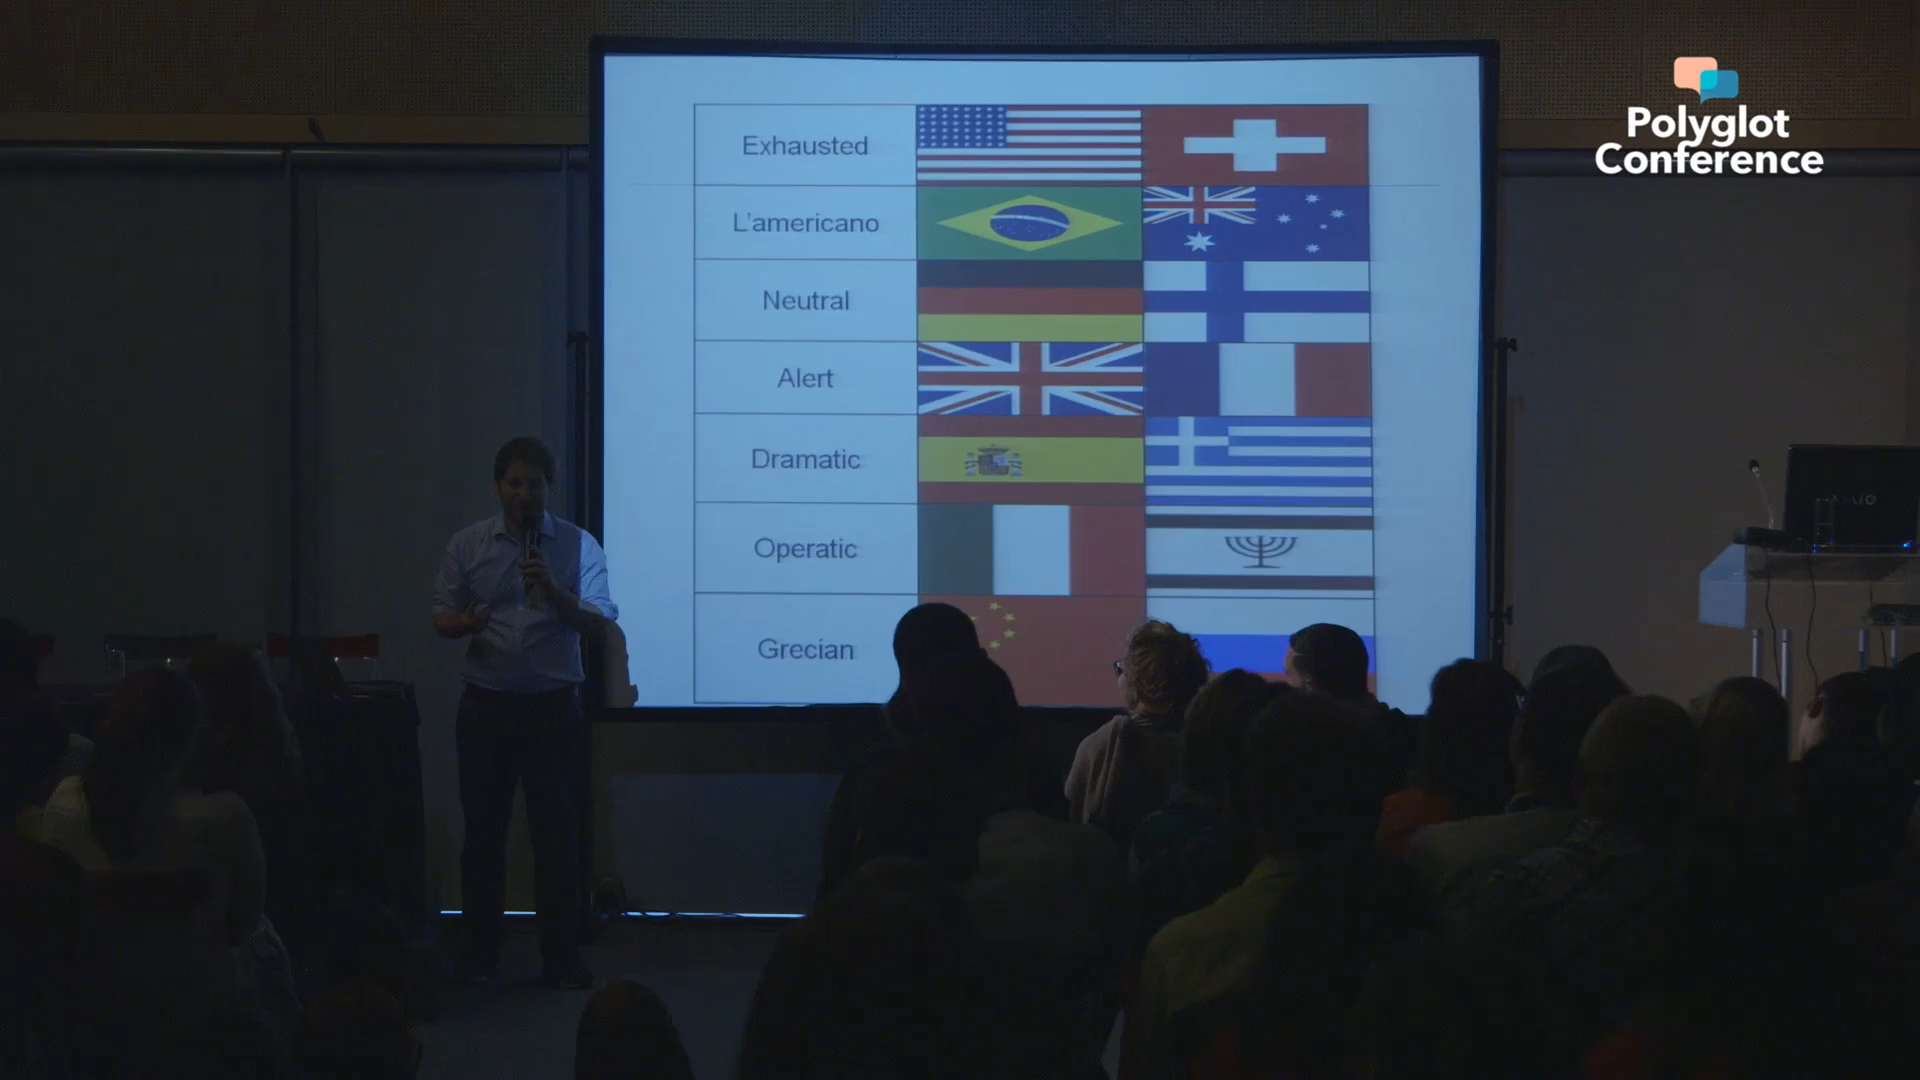 Polyglot
Conference
Exhausted
L'americano
Neutral
Alert
Dramatic
Operatic
Grecian